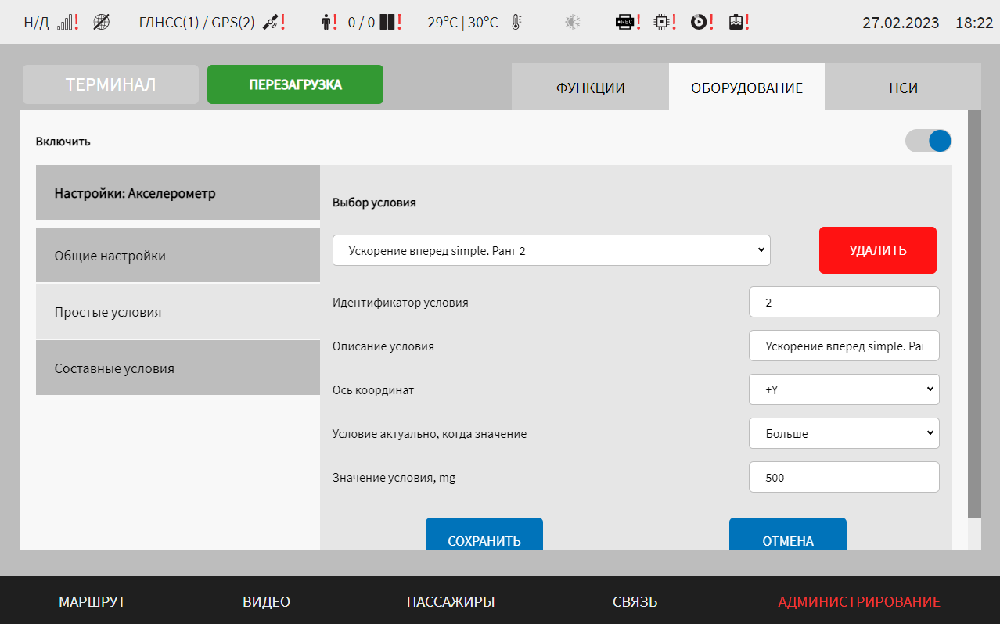 Н/Д ГЛНСС(1) / GPS(2) 0 / 0 29°C | 30°C REC 27.02.2023 18:22
ТЕРМИНАЛ ПЕРЕЗАГРУЗКА ФУНКЦИИ ОБОРУДОВАНИЕ НСИ
Включить
Настройки: Акселерометр
Общие настройки
Простые условия
Составные условия
Выбор условия
Ускорение вперед simple. Ранг 2 УДАЛИТЬ
Идентификатор условия 2
Описание условия Ускорение вперед simple. Ран
Ось координат +Y
Условие актуально, когда значение Больше
Значение условия, mg 500
СОХРАНИТЬ ОТМЕНА
МАРШРУТ ВИДЕО ПАССАЖИРЫ СВЯЗЬ АДМИНИСТРИРОВАНИЕ